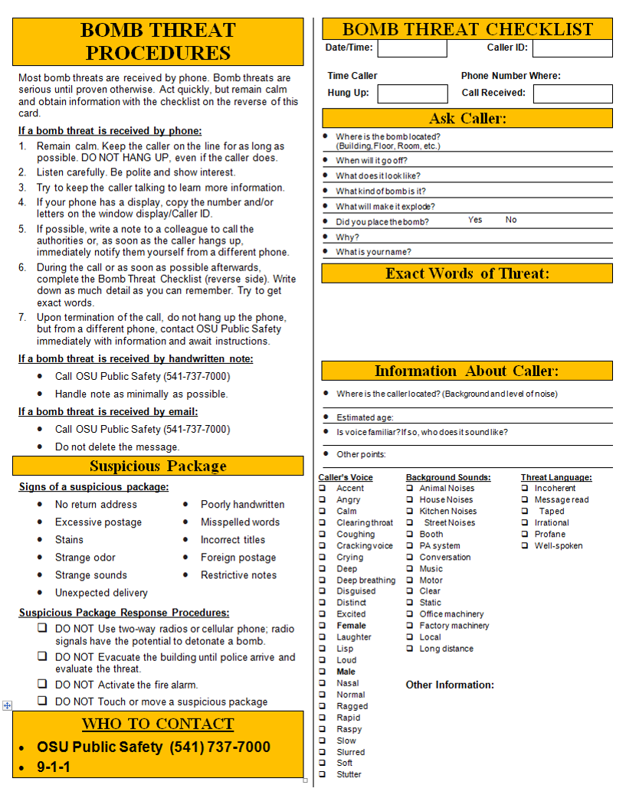 BOMB THREAT
PROCEDURES
Most bomb threats are received by phone. Bomb threats are
serious until proven otherwise. Act quickly, but remain calm
and obtain information with the checklist on the reverse of this
card.
If a bomb threat is received by phone:
1. Remain calm. Keep the caller on the line for as long as
possible. DO NOT HANG UP, even if the caller does.
2. Listen carefully. Be polite and show interest.
3. Try to keep the caller talking to learn more information.
4. If your phone has a display, copy the number and/or
letters on the window display/Caller ID.
5. If possible, write a note to a colleague to call the
authorities or, as soon as the caller hangs up,
immediately notify them yourself from a different phone.
6. During the call or as soon as possible afterwards,
complete the Bomb Threat Checklist (reverse side). Write
down as much detail as you can remember. Try to get
exact words.
7. Upon termination of the call, do not hang up the phone,
but from a different phone, contact OSU Public Safety
immediately with information and await instructions.
If a bomb threat is received by handwritten note:
• Call OSU Public Safety (541-737-7000)
• Handle note as minimally as possible.
If a bomb threat is received by email:
• Call OSU Public Safety (541-737-7000)
• Do not delete the message.
Suspicious Package
Signs of a suspicious package:
• No return address • Poorly handwritten
• Excessive postage • Misspelled words
• Stains • Incorrect titles
• Strange odor • Foreign postage
• Strange sounds • Restrictive notes
• Unexpected delivery
Suspicious Package Response Procedures:
❑ DO NOT Use two-way radios or cellular phone; radio
signals have the potential to detonate a bomb.
❑ DO NOT Evacuate the building until police arrive and
evaluate the threat.
❑ DO NOT Activate the fire alarm.
❑ DO NOT Touch or move a suspicious package
WHO TO CONTACT
• OSU Public Safety (541) 737-7000
• 9-1-1
BOMB THREAT CHECKLIST
Date/Time: Caller ID:
Time Caller Phone Number Where:
Hung Up: Call Received:
Ask Caller:
• Where is the bomb located?
(Building, Floor, Room, etc.)
• When will it go off?
• What does it look like?
• What kind of bomb is it?
• What will make it explode?
• Did you place the bomb? Yes No
• Why?
• What is your name?
Exact Words of Threat:
Information About Caller:
• Where is the caller located? (Background and level of noise)
• Estimated age:
• Is voice familiar? If so, who does it sound like?
• Other points:
Caller's Voice Background Sounds: Threat Language:
❑ Accent ❑ Animal Noises ❑ Incoherent
❑ Angry ❑ House Noises ❑ Message read
❑ Calm ❑ Kitchen Noises ❑ Taped
❑ Clearing throat ❑ Street Noises ❑ Irrational
❑ Coughing ❑ Booth ❑ Profane
❑ Cracking voice ❑ PA system ❑ Well-spoken
❑ Crying ❑ Conversation
❑ Deep ❑ Music
❑ Deep breathing ❑ Motor
❑ Disguised ❑ Clear
❑ Distinct ❑ Static
❑ Excited ❑ Office machinery
❑ Female ❑ Factory machinery
❑ Laughter ❑ Local
❑ Lisp ❑ Long distance
❑ Loud
❑ Male
❑ Nasal Other Information:
❑ Normal
❑ Ragged
❑ Rapid
❑ Raspy
❑ Slow
❑ Slurred
❑ Soft
❑ Stutter